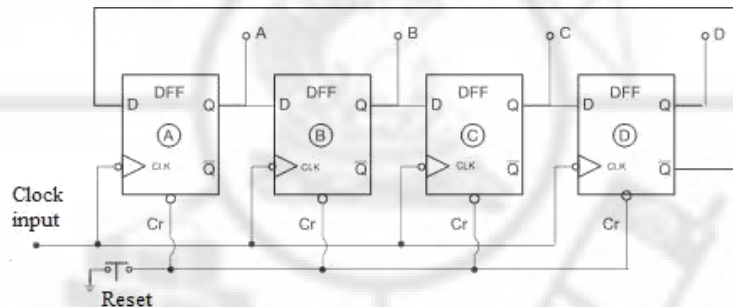 A B C D
DFF DFF DFF DFF
D Q D Q D Q D Q
A B C D
CLK CLK CLK CLK
Q̅ Q̅ Q̅ Q̅
Clock
input
Cr Cr Cr Cr
Reset